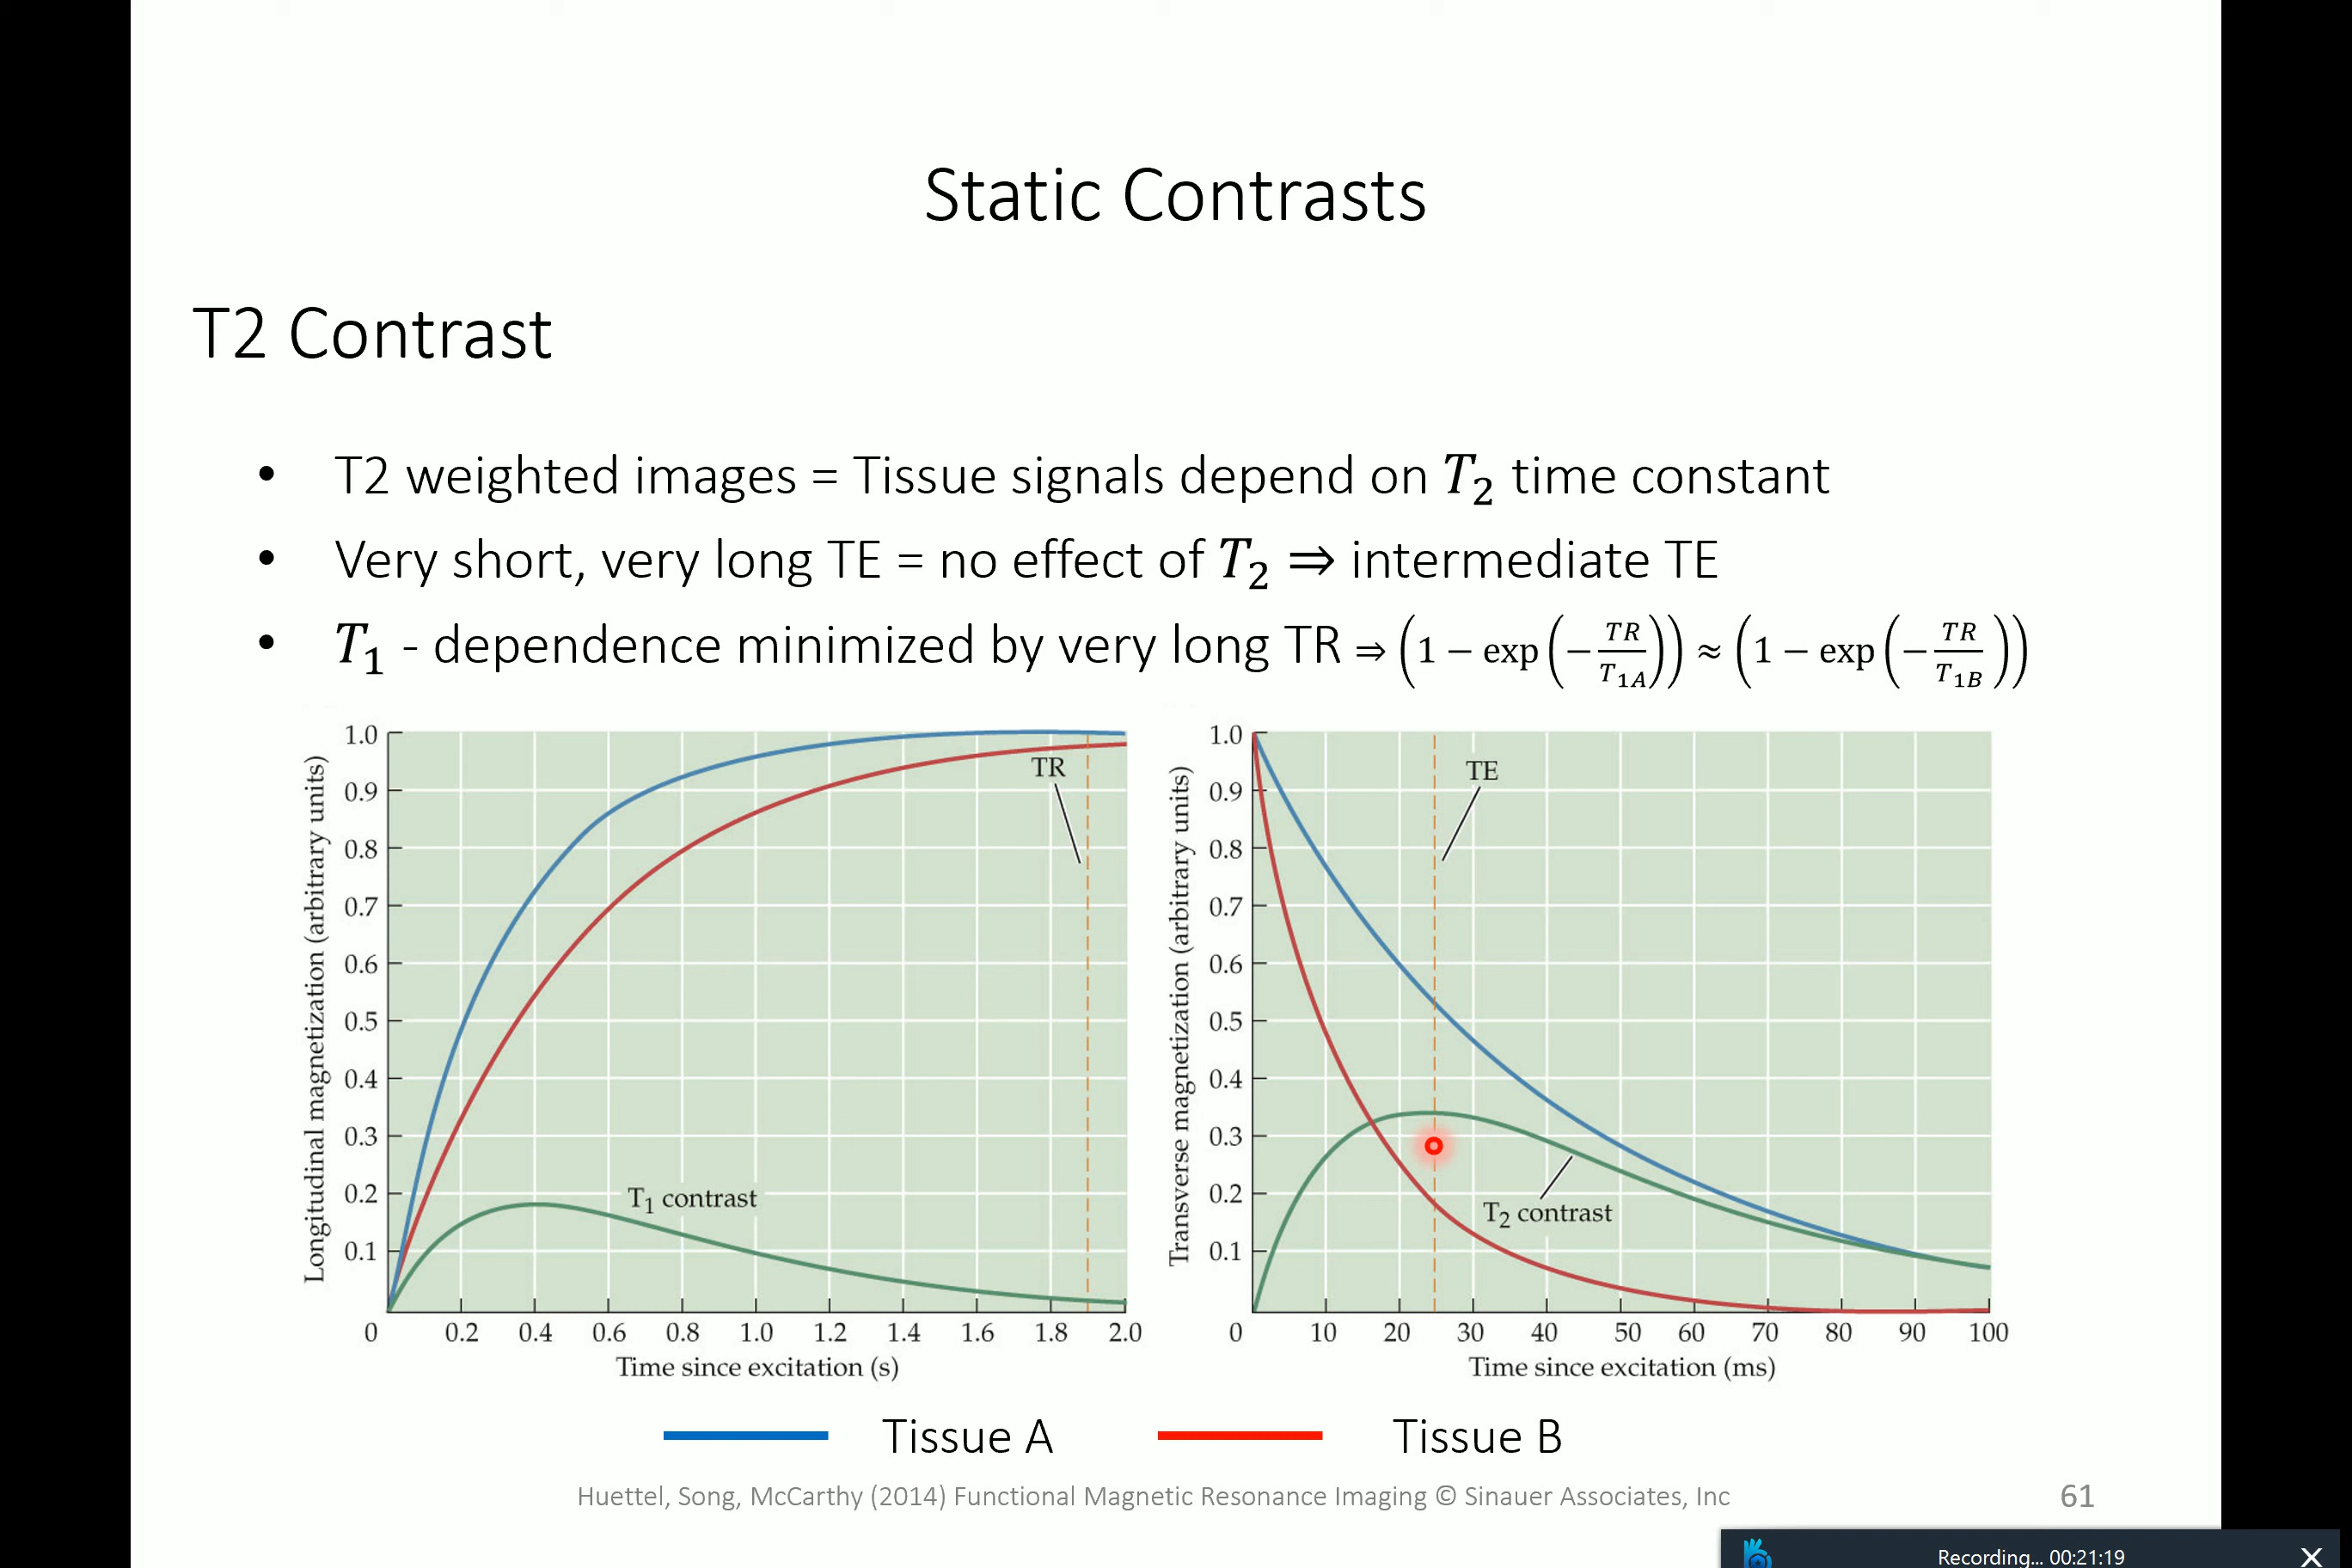 Static Contrasts
T2 Contrast
• T2 weighted images = Tissue signals depend on T₂ time constant
• Very short, very long TE = no effect of T₂ ⇒ intermediate TE
• T₁ - dependence minimized by very long TR ⇒ (1 − exp(−TR/T₁A)) ≈ (1 − exp(−TR/T₁B))
Longitudinal magnetization (arbitrary units)
1.0
0.9
0.8
0.7
0.6
0.5
0.4
0.3
0.2
0.1
TR
T₁ contrast
0 0.2 0.4 0.6 0.8 1.0 1.2 1.4 1.6 1.8 2.0
Time since excitation (s)
Transverse magnetization (arbitrary units)
1.0
0.9
0.8
0.7
0.6
0.5
0.4
0.3
0.2
0.1
TE
T₂ contrast
0 10 20 30 40 50 60 70 80 90 100
Time since excitation (ms)
Tissue A Tissue B
Huettel, Song, McCarthy (2014) Functional Magnetic Resonance Imaging © Sinauer Associates, Inc
61
Recording... 00:21:19